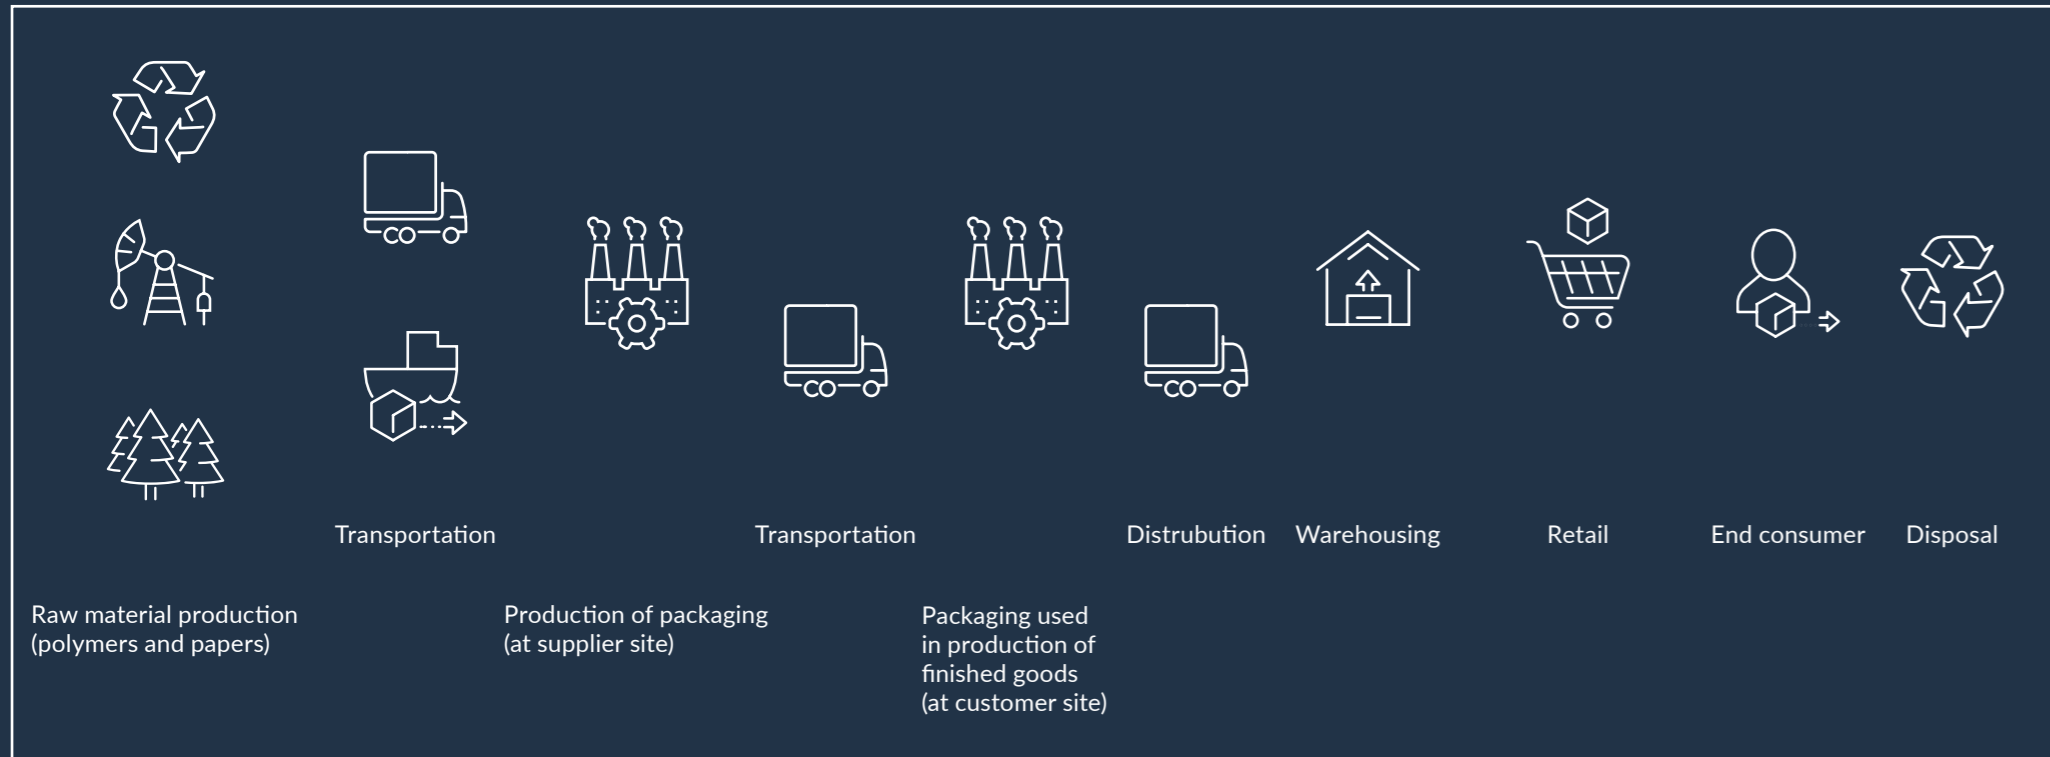 Transportation
Transportation
Distrubution
Warehousing
Retail
End consumer
Disposal
Raw material production
(polymers and papers)
Production of packaging
(at supplier site)
Packaging used
in production of
finished goods
(at customer site)